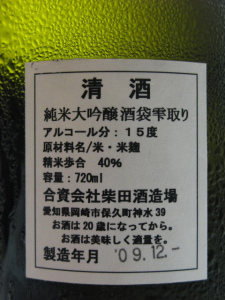 清酒
純米大吟醸酒袋雫取り
アルコール分：15度
原材料名/米・米麹
精米歩合 40%
容量：720ml
合資会社柴田酒造場
愛知県岡崎市保久町神水39
お酒は20歳になってから。
お酒は美味しく適量を。
製造年月 '09.12.-